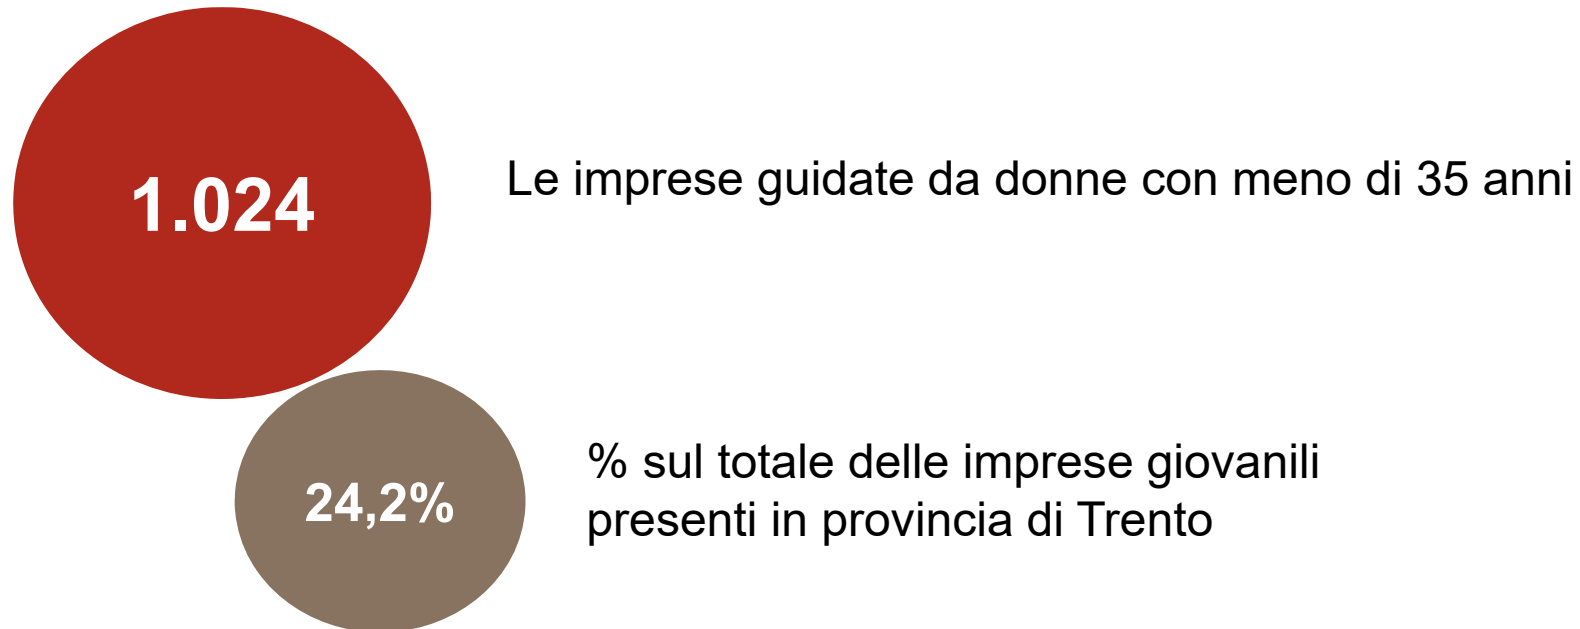 1.024
Le imprese guidate da donne con meno di 35 anni
24,2%
% sul totale delle imprese giovanili
presenti in provincia di Trento